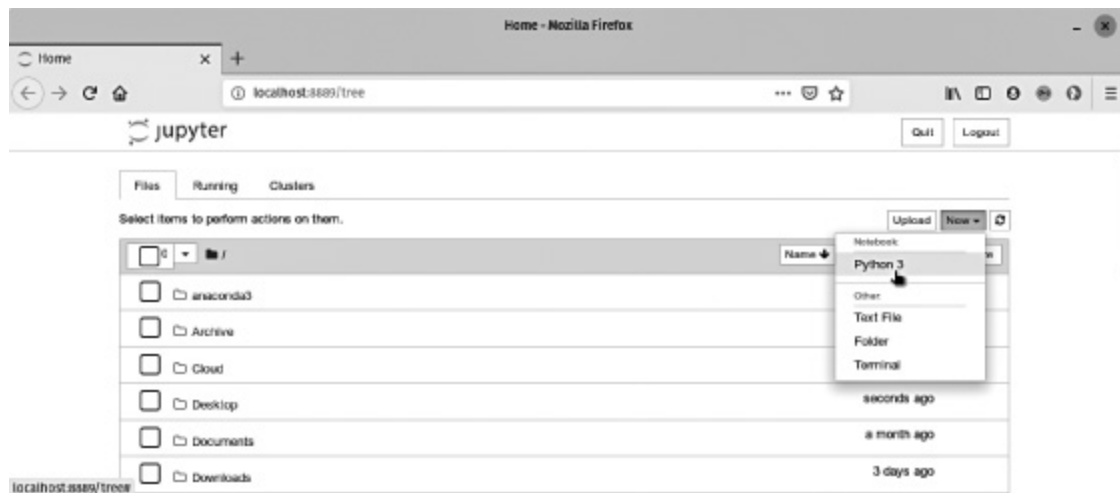 Home - Mozilla Firefox
Home
localhost:8889/tree
jupyter
Quit Logout
Files Running Clusters
Select items to perform actions on them.
Upload New
0 / Name
Notebook:
Python 3
anaconda3
Other:
Archive
Text File
Folder
Cloud
Terminal
Desktop seconds ago
Documents a month ago
Downloads 3 days ago
localhost:8889/tree#